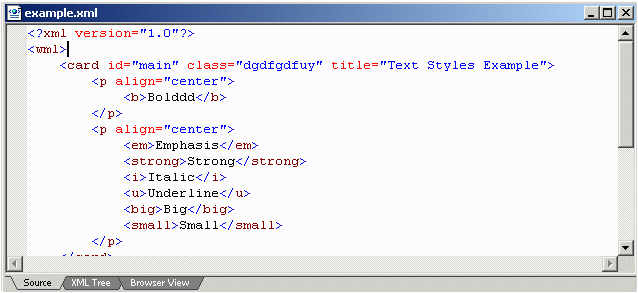 example.xml
<?xml version="1.0"?>
<wml>
<card id="main" class="dgdfgdfuy" title="Text Styles Example">
<p align="center">
<b>Bolddd</b>
</p>
<p align="center">
<em>Emphasis</em>
<strong>Strong</strong>
<i>Italic</i>
<u>Underline</u>
<big>Big</big>
<small>Small</small>
</p>
</card>
Source XML Tree Browser View